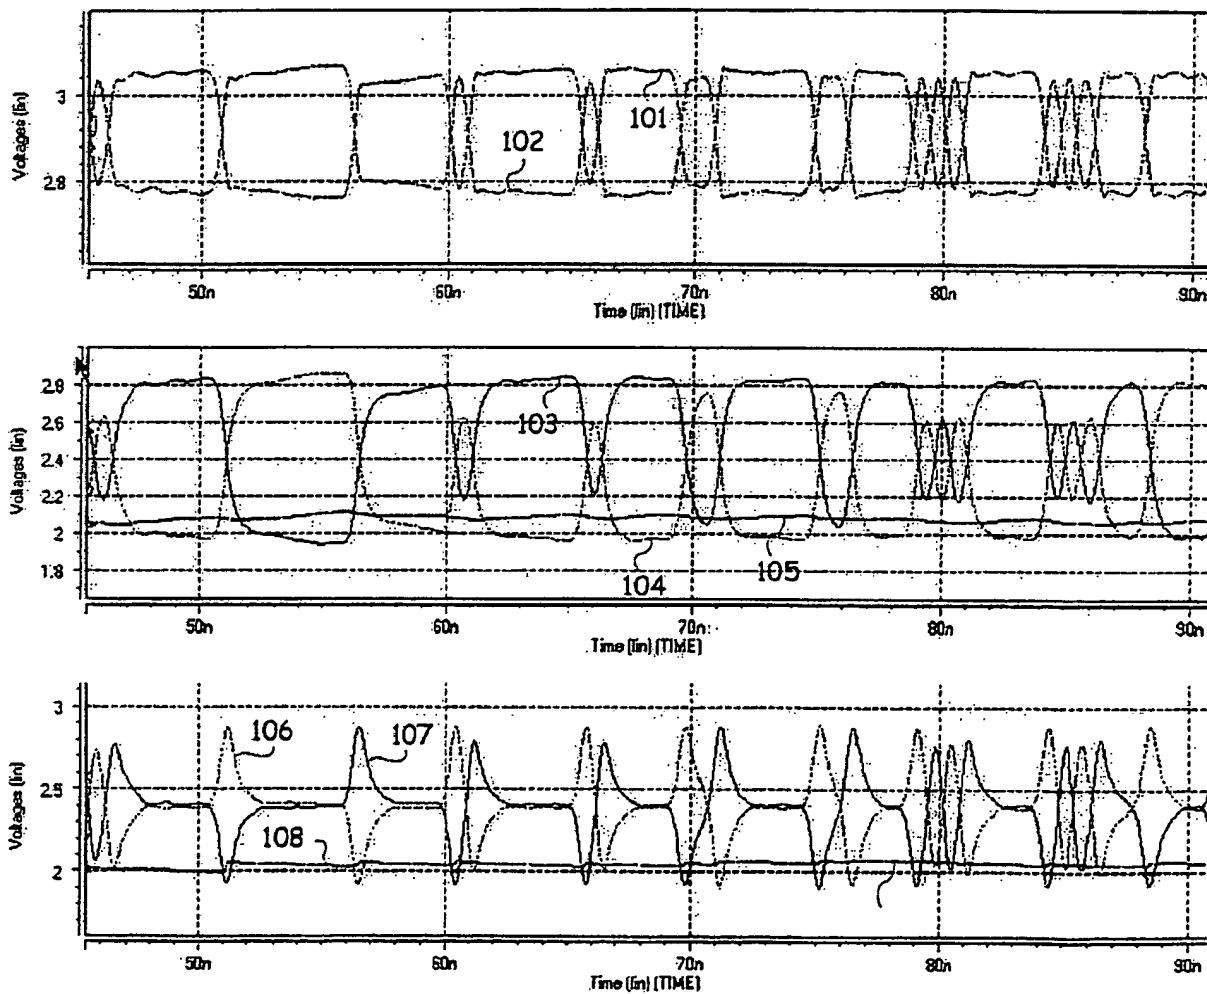 Voltages (lin)
3
2.8
101
102
50n
60n
70n
80n
90n
Time (lin) (TIME)
Voltages (lin)
2.8
2.6
2.4
2.2
2
1.8
103
104
105
50n
60n
70n
80n
90n
Time (lin) (TIME)
Voltages (lin)
3
2.5
2
106
107
108
50n
60n
70n
80n
90n
Time (lin) (TIME)